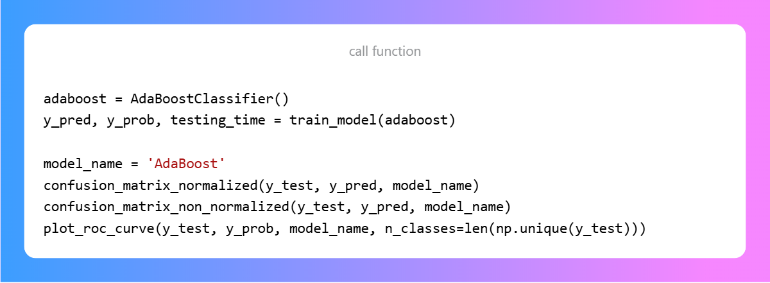 call function
adaboost = AdaBoostClassifier()
y_pred, y_prob, testing_time = train_model(adaboost)
model_name = 'AdaBoost'
confusion_matrix_normalized(y_test, y_pred, model_name)
confusion_matrix_non_normalized(y_test, y_pred, model_name)
plot_roc_curve(y_test, y_prob, model_name, n_classes=len(np.unique(y_test)))